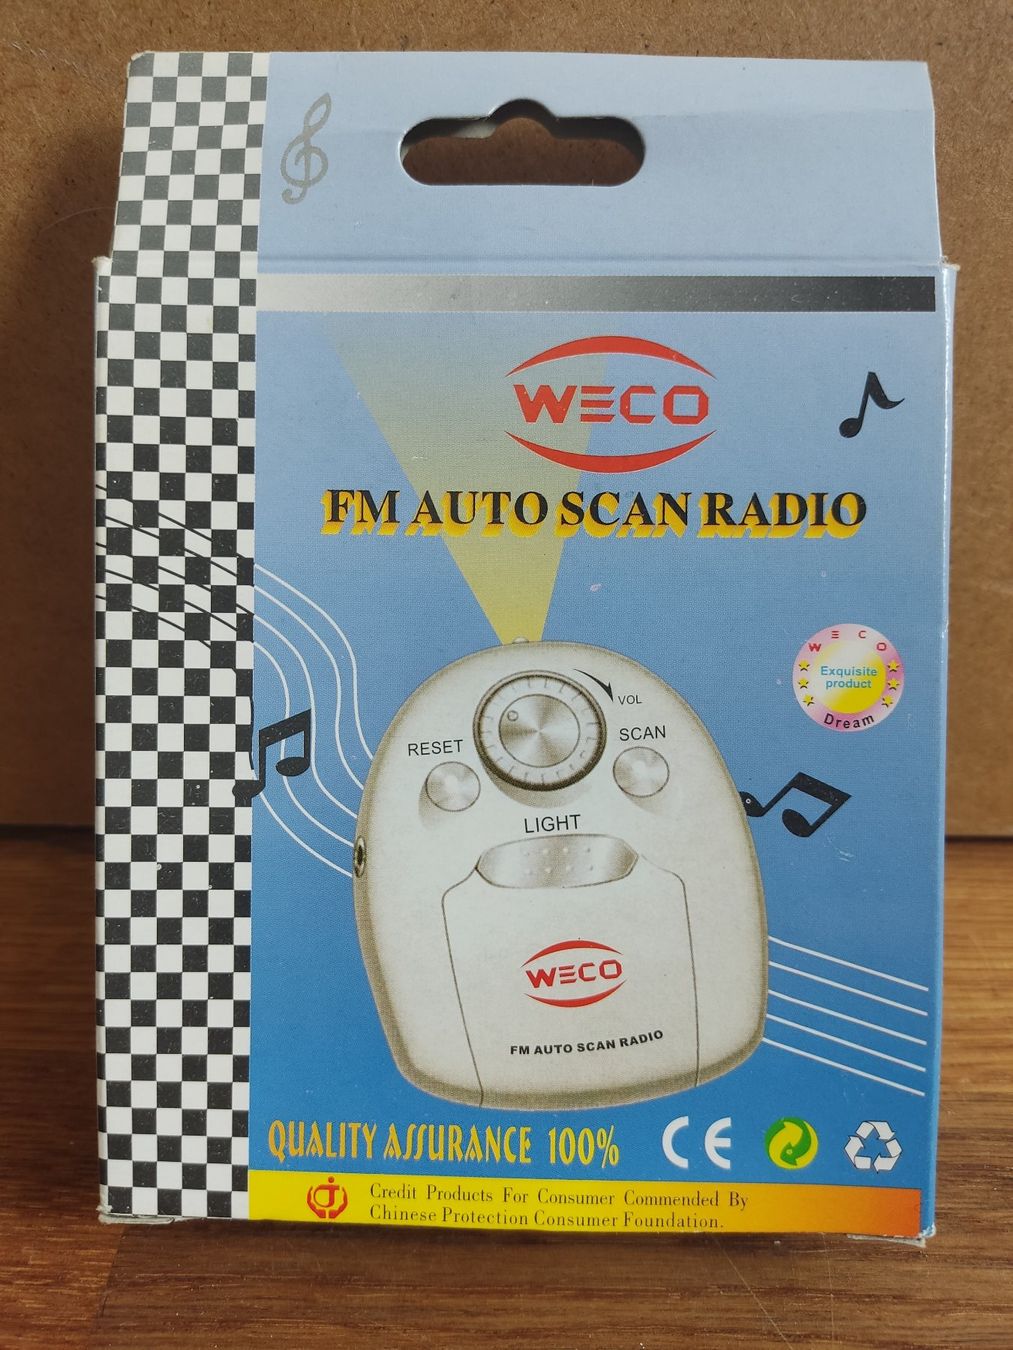 WECO
FM AUTO SCAN RADIO
WECO
Exquisite
product
Dream
VOL
RESET
SCAN
LIGHT
WECO
FM AUTO SCAN RADIO
QUALITY ASSURANCE 100%
CE
Credit Products For Consumer Commended By
Chinese Protection Consumer Foundation.